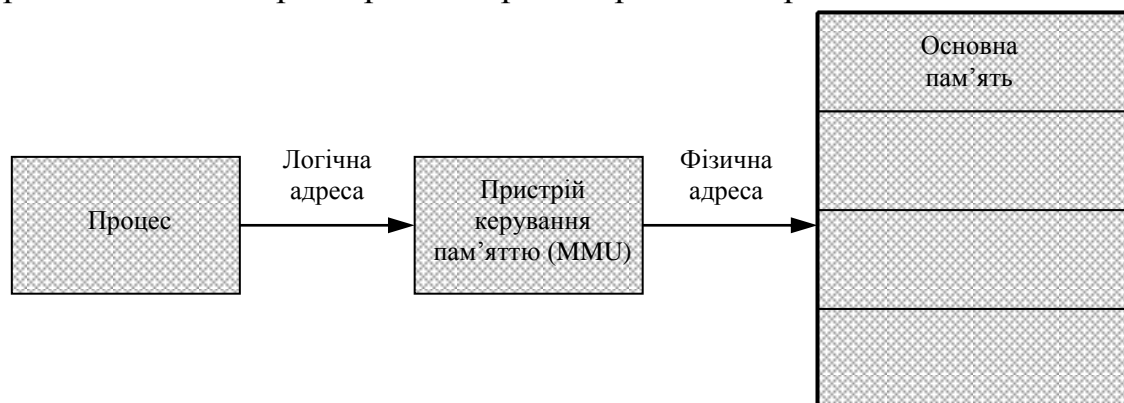 Основна
пам’ять
Логічна
адреса
Фізична
адреса
Процес
Пристрій
керування
пам’яттю (MMU)